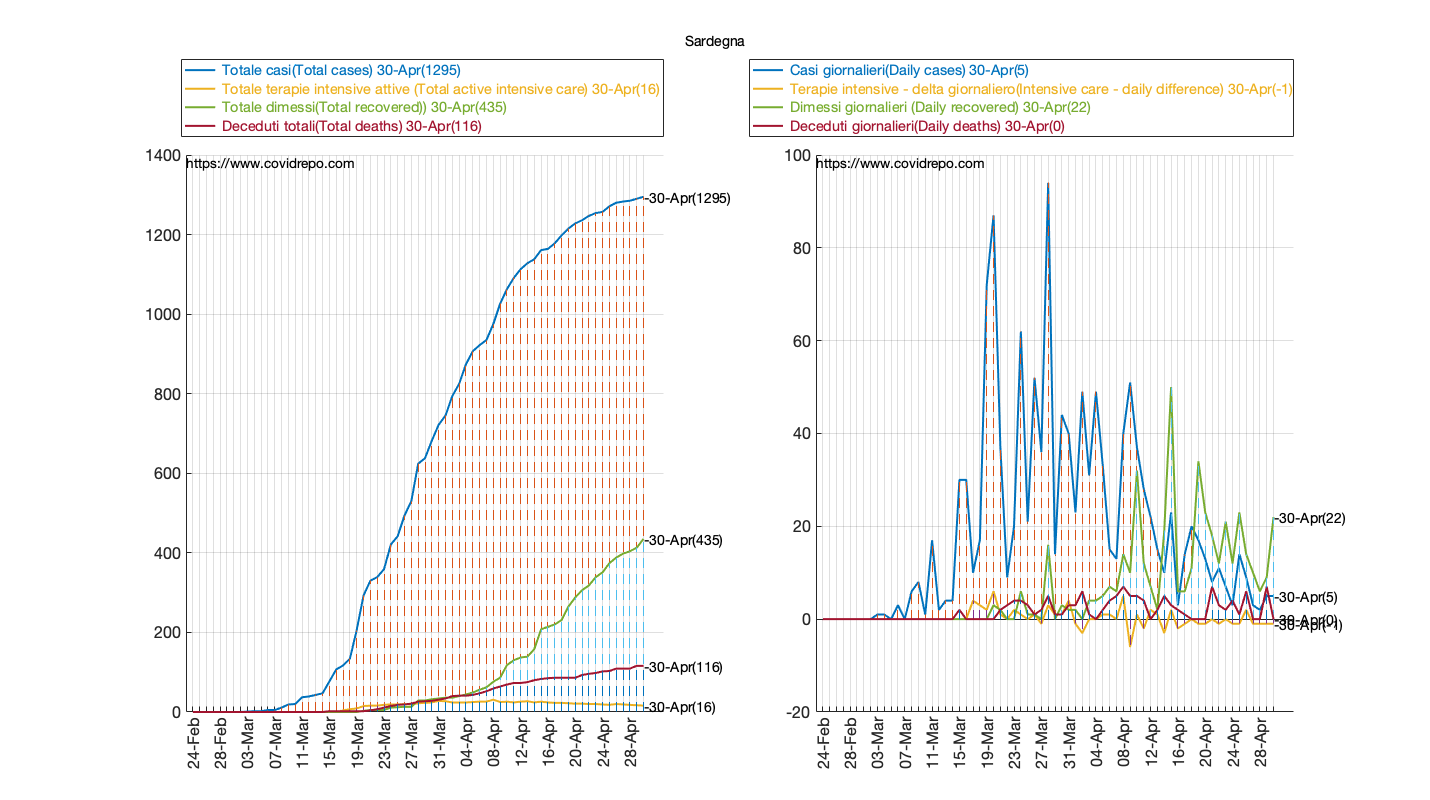 Sardegna
Totale casi(Total cases) 30-Apr(1295)
Totale terapie intensive attive (Total active intensive care) 30-Apr(16)
Totale dimessi(Total recovered)) 30-Apr(435)
Deceduti totali(Total deaths) 30-Apr(116)
1400
1200
1000
800
600
400
200
0
https://www.covidrepo.com
-30-Apr(1295)
-30-Apr(435)
-30-Apr(116)
-30-Apr(16)
24-Feb
28-Feb
03-Mar
07-Mar
11-Mar
15-Mar
19-Mar
23-Mar
27-Mar
31-Mar
04-Apr
08-Apr
12-Apr
16-Apr
20-Apr
24-Apr
28-Apr
Casi giornalieri(Daily cases) 30-Apr(5)
Terapie intensive - delta giornaliero(Intensive care - daily difference) 30-Apr(-1)
Dimessi giornalieri (Daily recovered) 30-Apr(22)
Deceduti giornalieri(Daily deaths) 30-Apr(0)
100
80
60
40
20
0
-20
https://www.covidrepo.com
-30-Apr(22)
-30-Apr(5)
-30-Apr(0)
-30-Apr(-1)
24-Feb
28-Feb
03-Mar
07-Mar
11-Mar
15-Mar
19-Mar
23-Mar
27-Mar
31-Mar
04-Apr
08-Apr
12-Apr
16-Apr
20-Apr
24-Apr
28-Apr